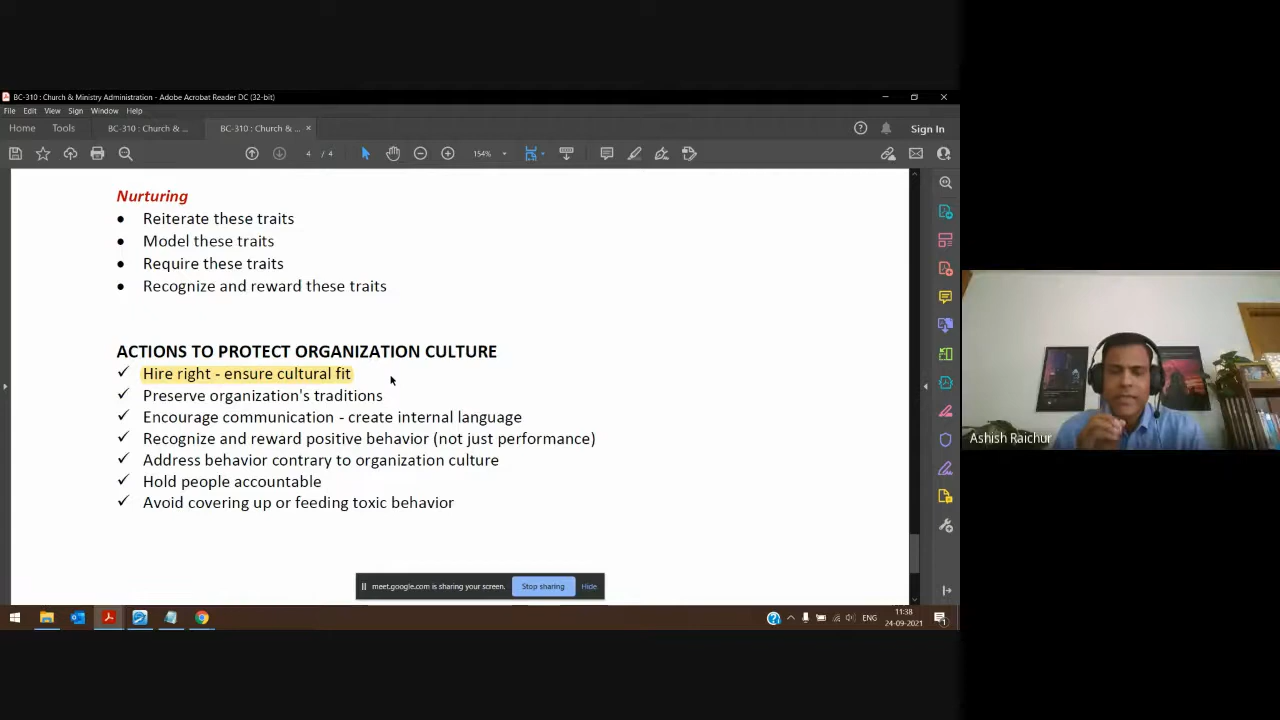 BC-310 : Church & Ministry Administration - Adobe Acrobat Reader DC (32-bit)
File Edit View Sign Window Help
Home Tools BC-310 : Church & ... BC-310 : Church & ... × Sign In
4 / 4 154%
Nurturing
• Reiterate these traits
• Model these traits
• Require these traits
• Recognize and reward these traits
ACTIONS TO PROTECT ORGANIZATION CULTURE
✓ Hire right - ensure cultural fit
✓ Preserve organization's traditions
✓ Encourage communication - create internal language
✓ Recognize and reward positive behavior (not just performance)
✓ Address behavior contrary to organization culture
✓ Hold people accountable
✓ Avoid covering up or feeding toxic behavior
Ashish Raichur
meet.google.com is sharing your screen. Stop sharing Hide
ENG
11:38
24-09-2021